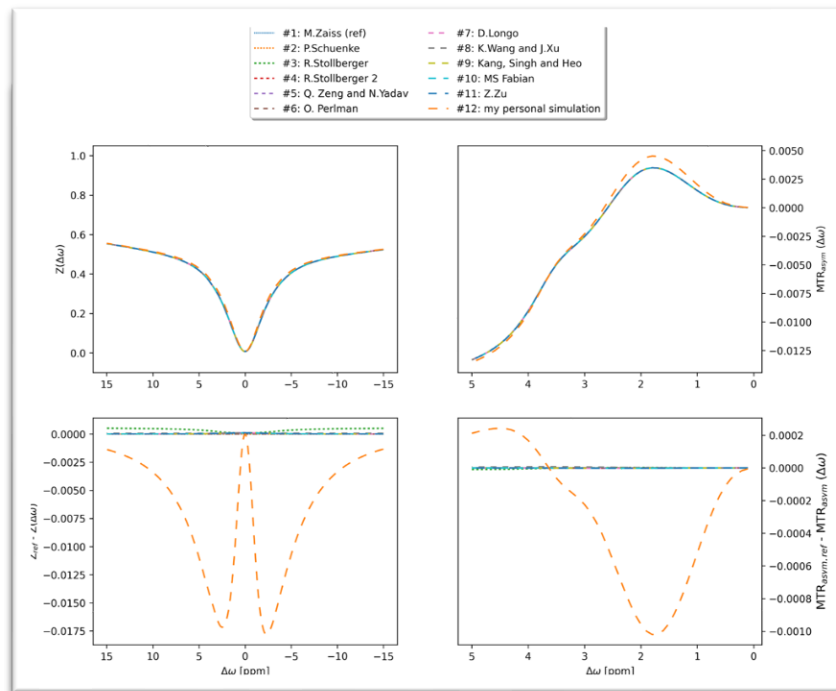 #1: M.Zaiss (ref)
#2: P.Schuenke
#3: R.Stollberger
#4: R.Stollberger 2
#5: Q. Zeng and N.Yadav
#6: O. Perlman
#7: D.Longo
#8: K.Wang and J.Xu
#9: Kang, Singh and Heo
#10: MS Fabian
#11: Z.Zu
#12: my personal simulation
1.0
0.8
0.6
0.4
0.2
0.0
Z(Δω)
15 10 5 0 −5 −10 −15
0.0050
0.0025
0.0000
−0.0025
−0.0050
−0.0075
−0.0100
−0.0125
MTRasym (Δω)
5 4 3 2 1 0
0.0000
−0.0025
−0.0050
−0.0075
−0.0100
−0.0125
−0.0150
−0.0175
Zref - Z(Δω)
15 10 5 0 −5 −10 −15
Δω [ppm]
0.0002
0.0000
−0.0002
−0.0004
−0.0006
−0.0008
−0.0010
MTRasym,ref - MTRasym (Δω)
5 4 3 2 1 0
Δω [ppm]